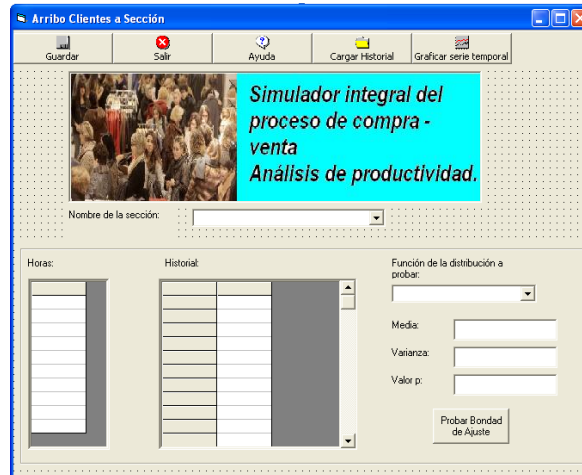 Arribo Clientes a Sección
Guardar
Salir
Ayuda
Cargar Historial
Graficar serie temporal
Simulador integral del
proceso de compra -
venta
Análisis de productividad.
Nombre de la sección:
Horas:
Historial:
Función de la distribución a
probar:
Media:
Varianza:
Valor p:
Probar Bondad
de Ajuste